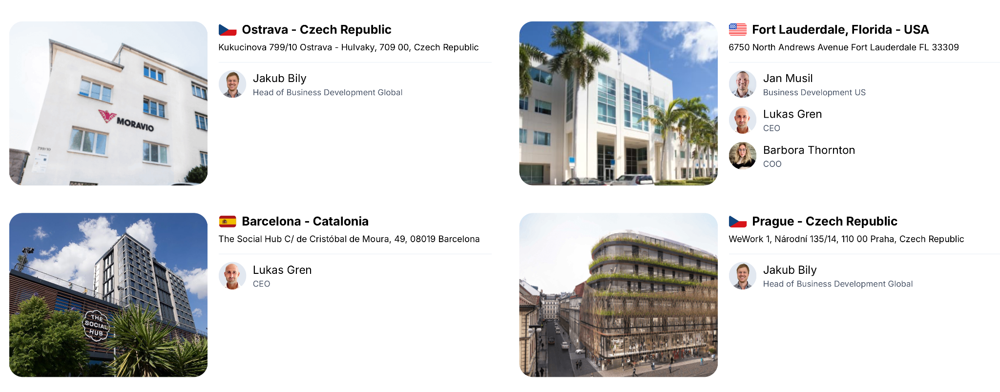 Ostrava - Czech Republic
Kukucinova 799/10 Ostrava - Hulvaky, 709 00, Czech Republic
Jakub Bily
Head of Business Development Global
MORAVIO
799/10
Fort Lauderdale, Florida - USA
6750 North Andrews Avenue Fort Lauderdale FL 33309
Jan Musil
Business Development US
Lukas Gren
CEO
Barbora Thornton
COO
Barcelona - Catalonia
The Social Hub C/ de Cristóbal de Moura, 49, 08019 Barcelona
Lukas Gren
CEO
THE
SOCIAL
HUB
Prague - Czech Republic
WeWork 1, Národní 135/14, 110 00 Praha, Czech Republic
Jakub Bily
Head of Business Development Global